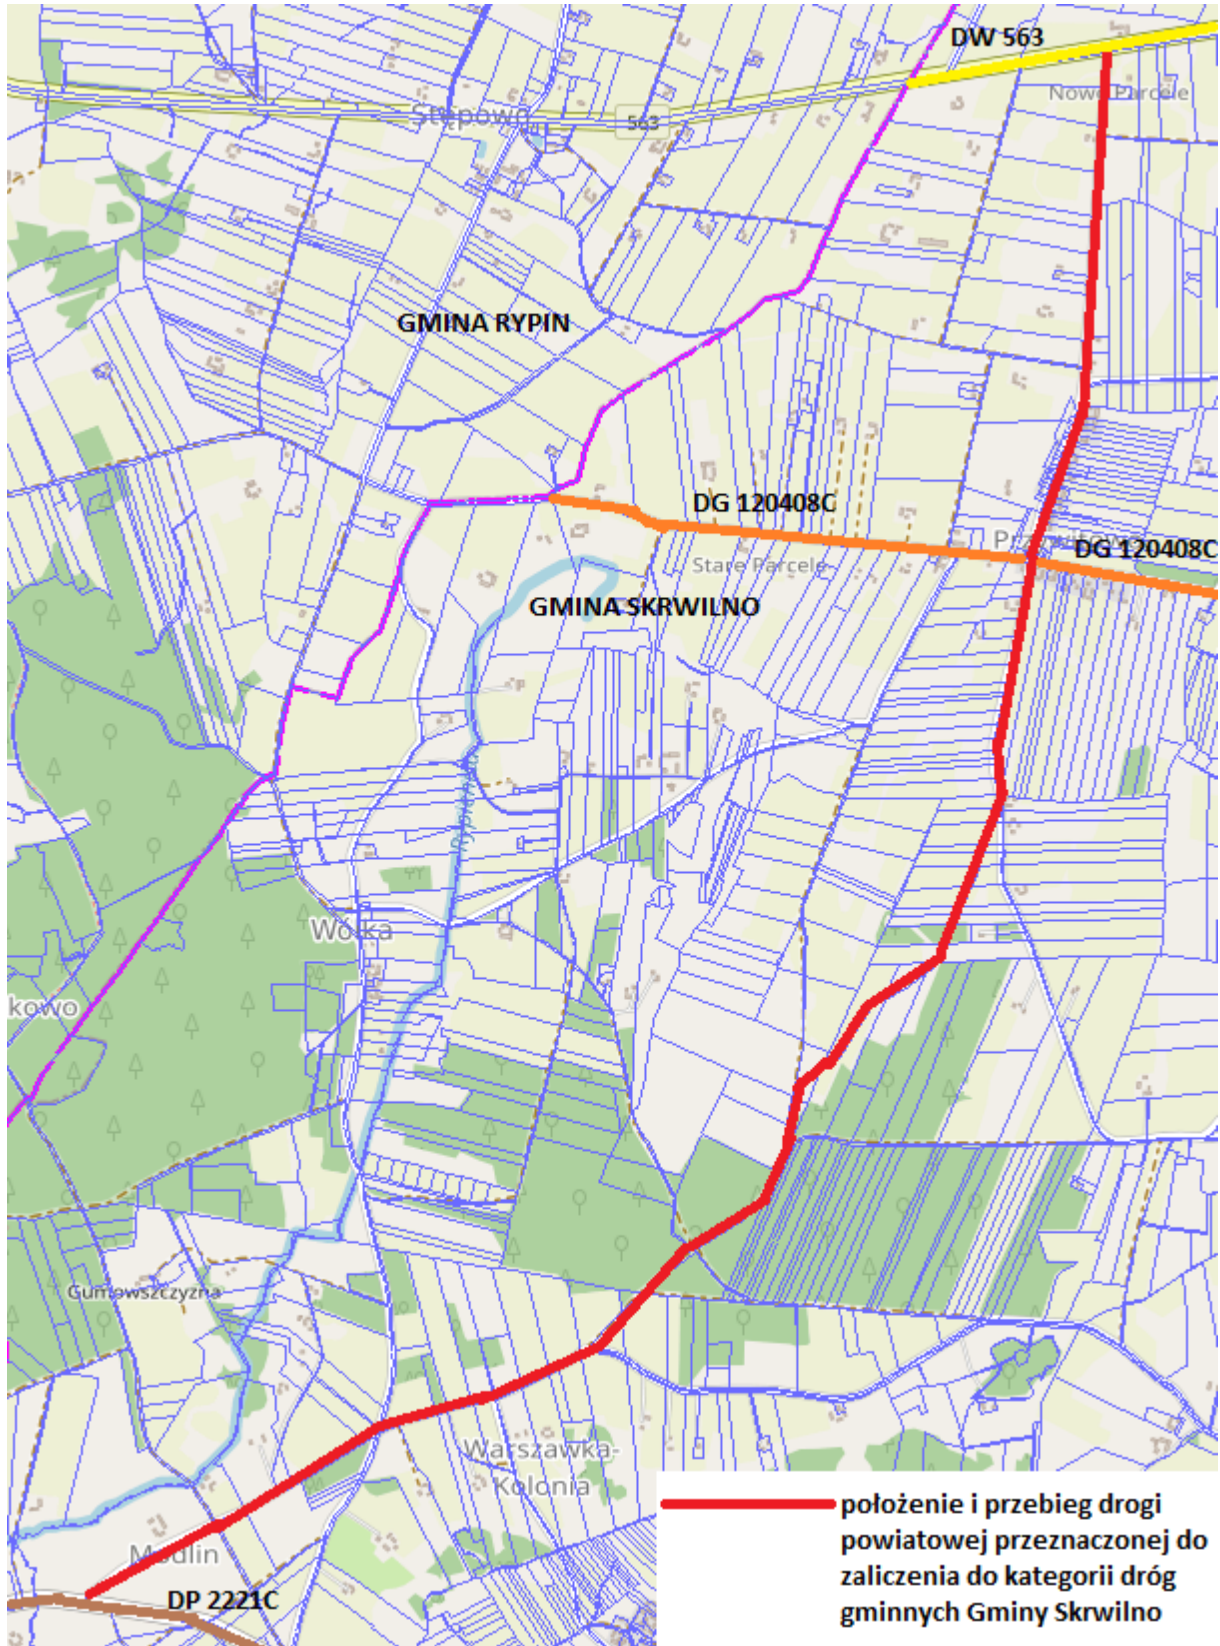 DW 563
Nowe Parcele
Stępowo
563
GMINA RYPIN
DG 120408C
DG 120408C
Stare Parcele
GMINA SKRWILNO
Wólka
kowo
Gumowszczyzna
Warszawka-
Kolonia
Modlin
DP 2221C
położenie i przebieg drogi
powiatowej przeznaczonej do
zaliczenia do kategorii dróg
gminnych Gminy Skrwilno